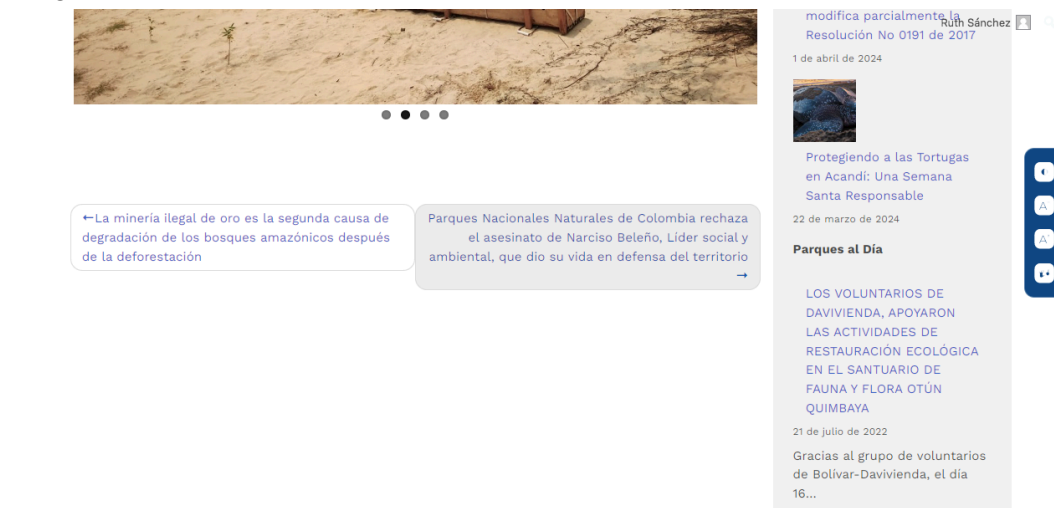 modifica parcialmente la
Ruth Sánchez
Resolución No 0191 de 2017
1 de abril de 2024
Protegiendo a las Tortugas
en Acandí: Una Semana
Santa Responsable
22 de marzo de 2024
Parques al Día
LOS VOLUNTARIOS DE
DAVIVIENDA, APOYARON
LAS ACTIVIDADES DE
RESTAURACIÓN ECOLÓGICA
EN EL SANTUARIO DE
FAUNA Y FLORA OTÚN
QUIMBAYA
21 de julio de 2022
Gracias al grupo de voluntarios
de Bolívar-Davivienda, el día
16...
←La minería ilegal de oro es la segunda causa de
degradación de los bosques amazónicos después
de la deforestación
Parques Nacionales Naturales de Colombia rechaza
el asesinato de Narciso Beleño, Líder social y
ambiental, que dio su vida en defensa del territorio
→
A
A